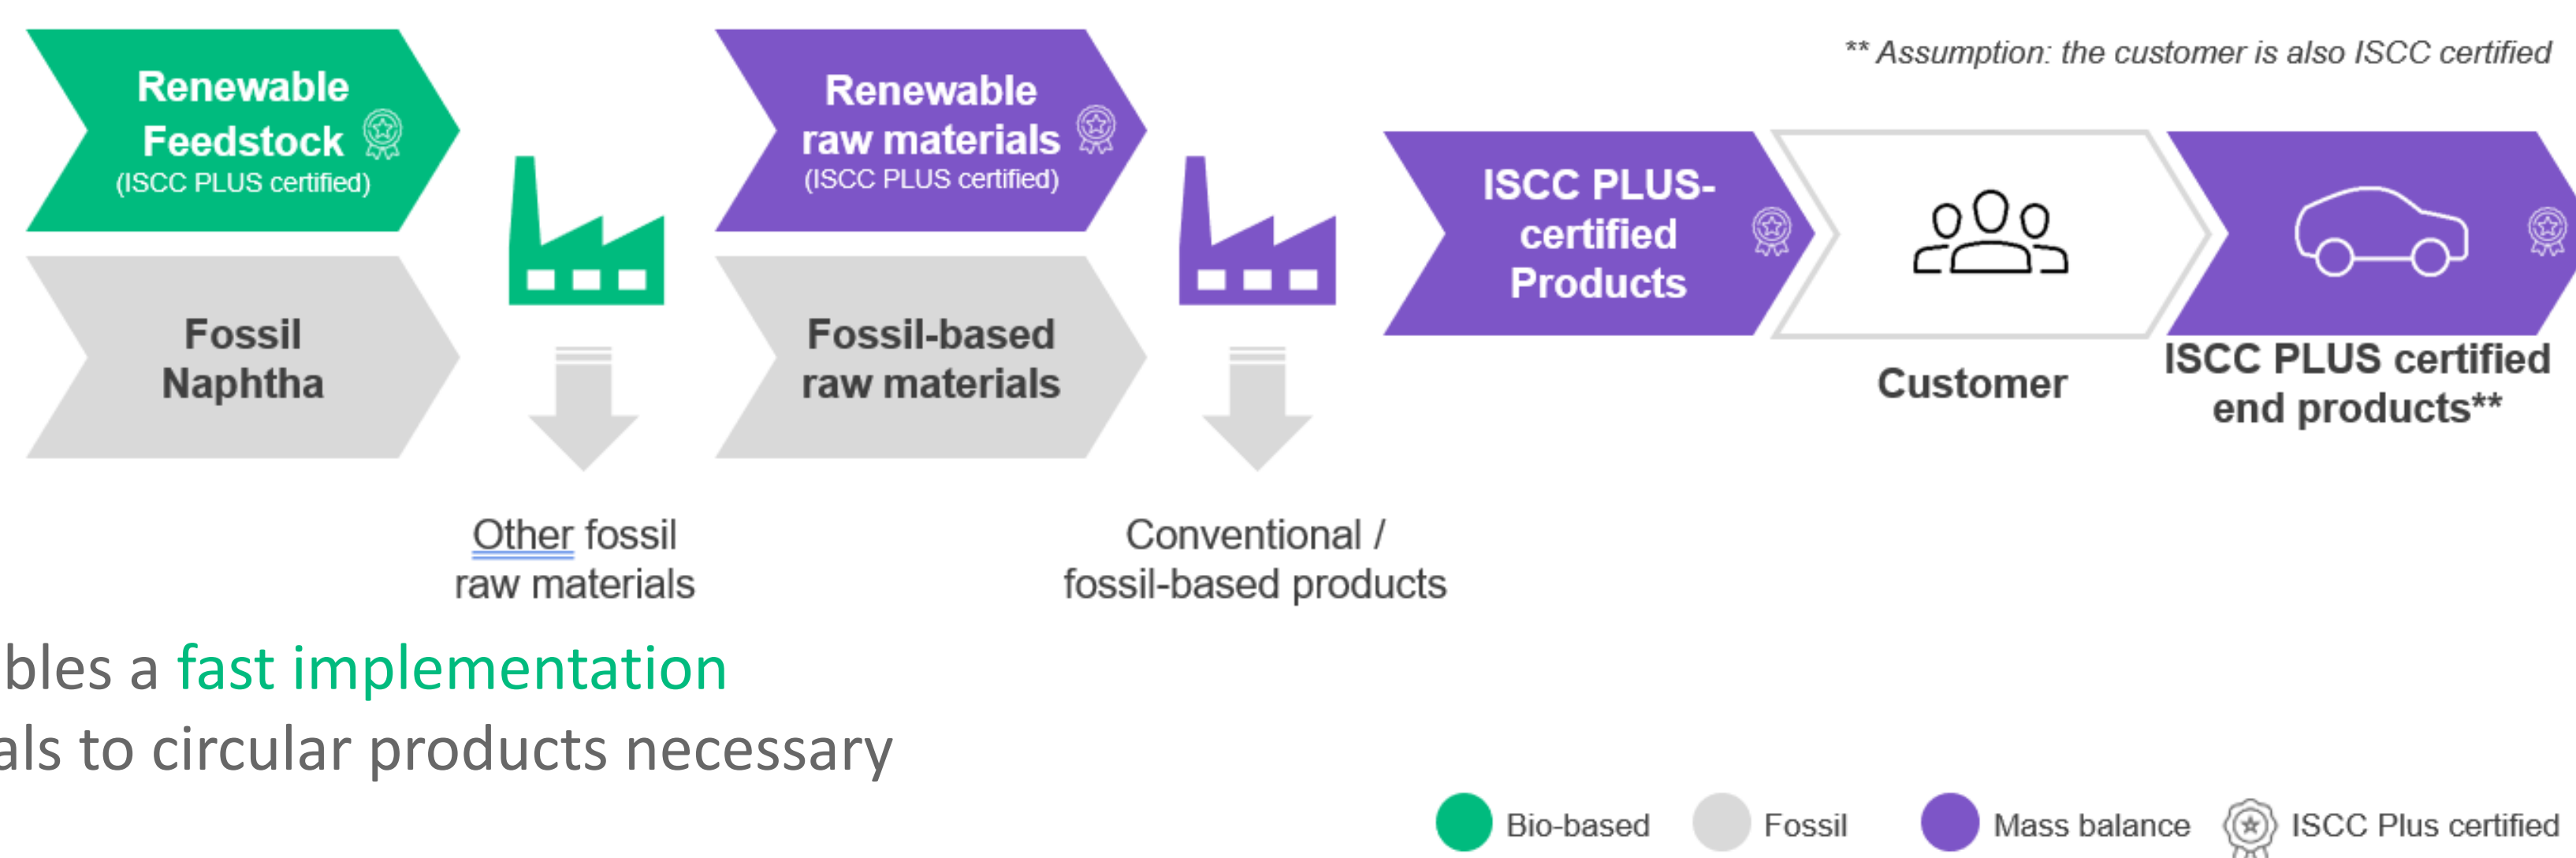 ** Assumption: the customer is also ISCC certified
Renewable
Feedstock
(ISCC PLUS certified)
Renewable
raw materials
(ISCC PLUS certified)
ISCC PLUS-
certified
Products
Fossil
Naphtha
Fossil-based
raw materials
Customer
ISCC PLUS certified
end products**
Other fossil
raw materials
Conventional /
fossil-based products
bles a fast implementation
als to circular products necessary
Bio-based
Fossil
Mass balance
ISCC Plus certified